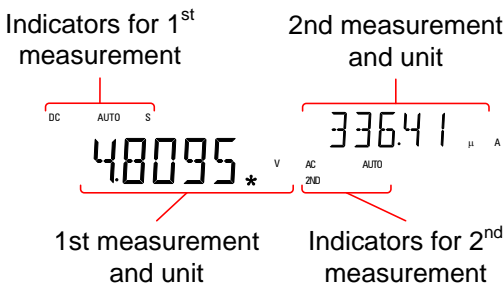 Indicators for 1st
measurement
2nd measurement
and unit
DC AUTO S
336.41 μ A
4.8095* V
AC AUTO
2ND
1st measurement
and unit
Indicators for 2nd
measurement